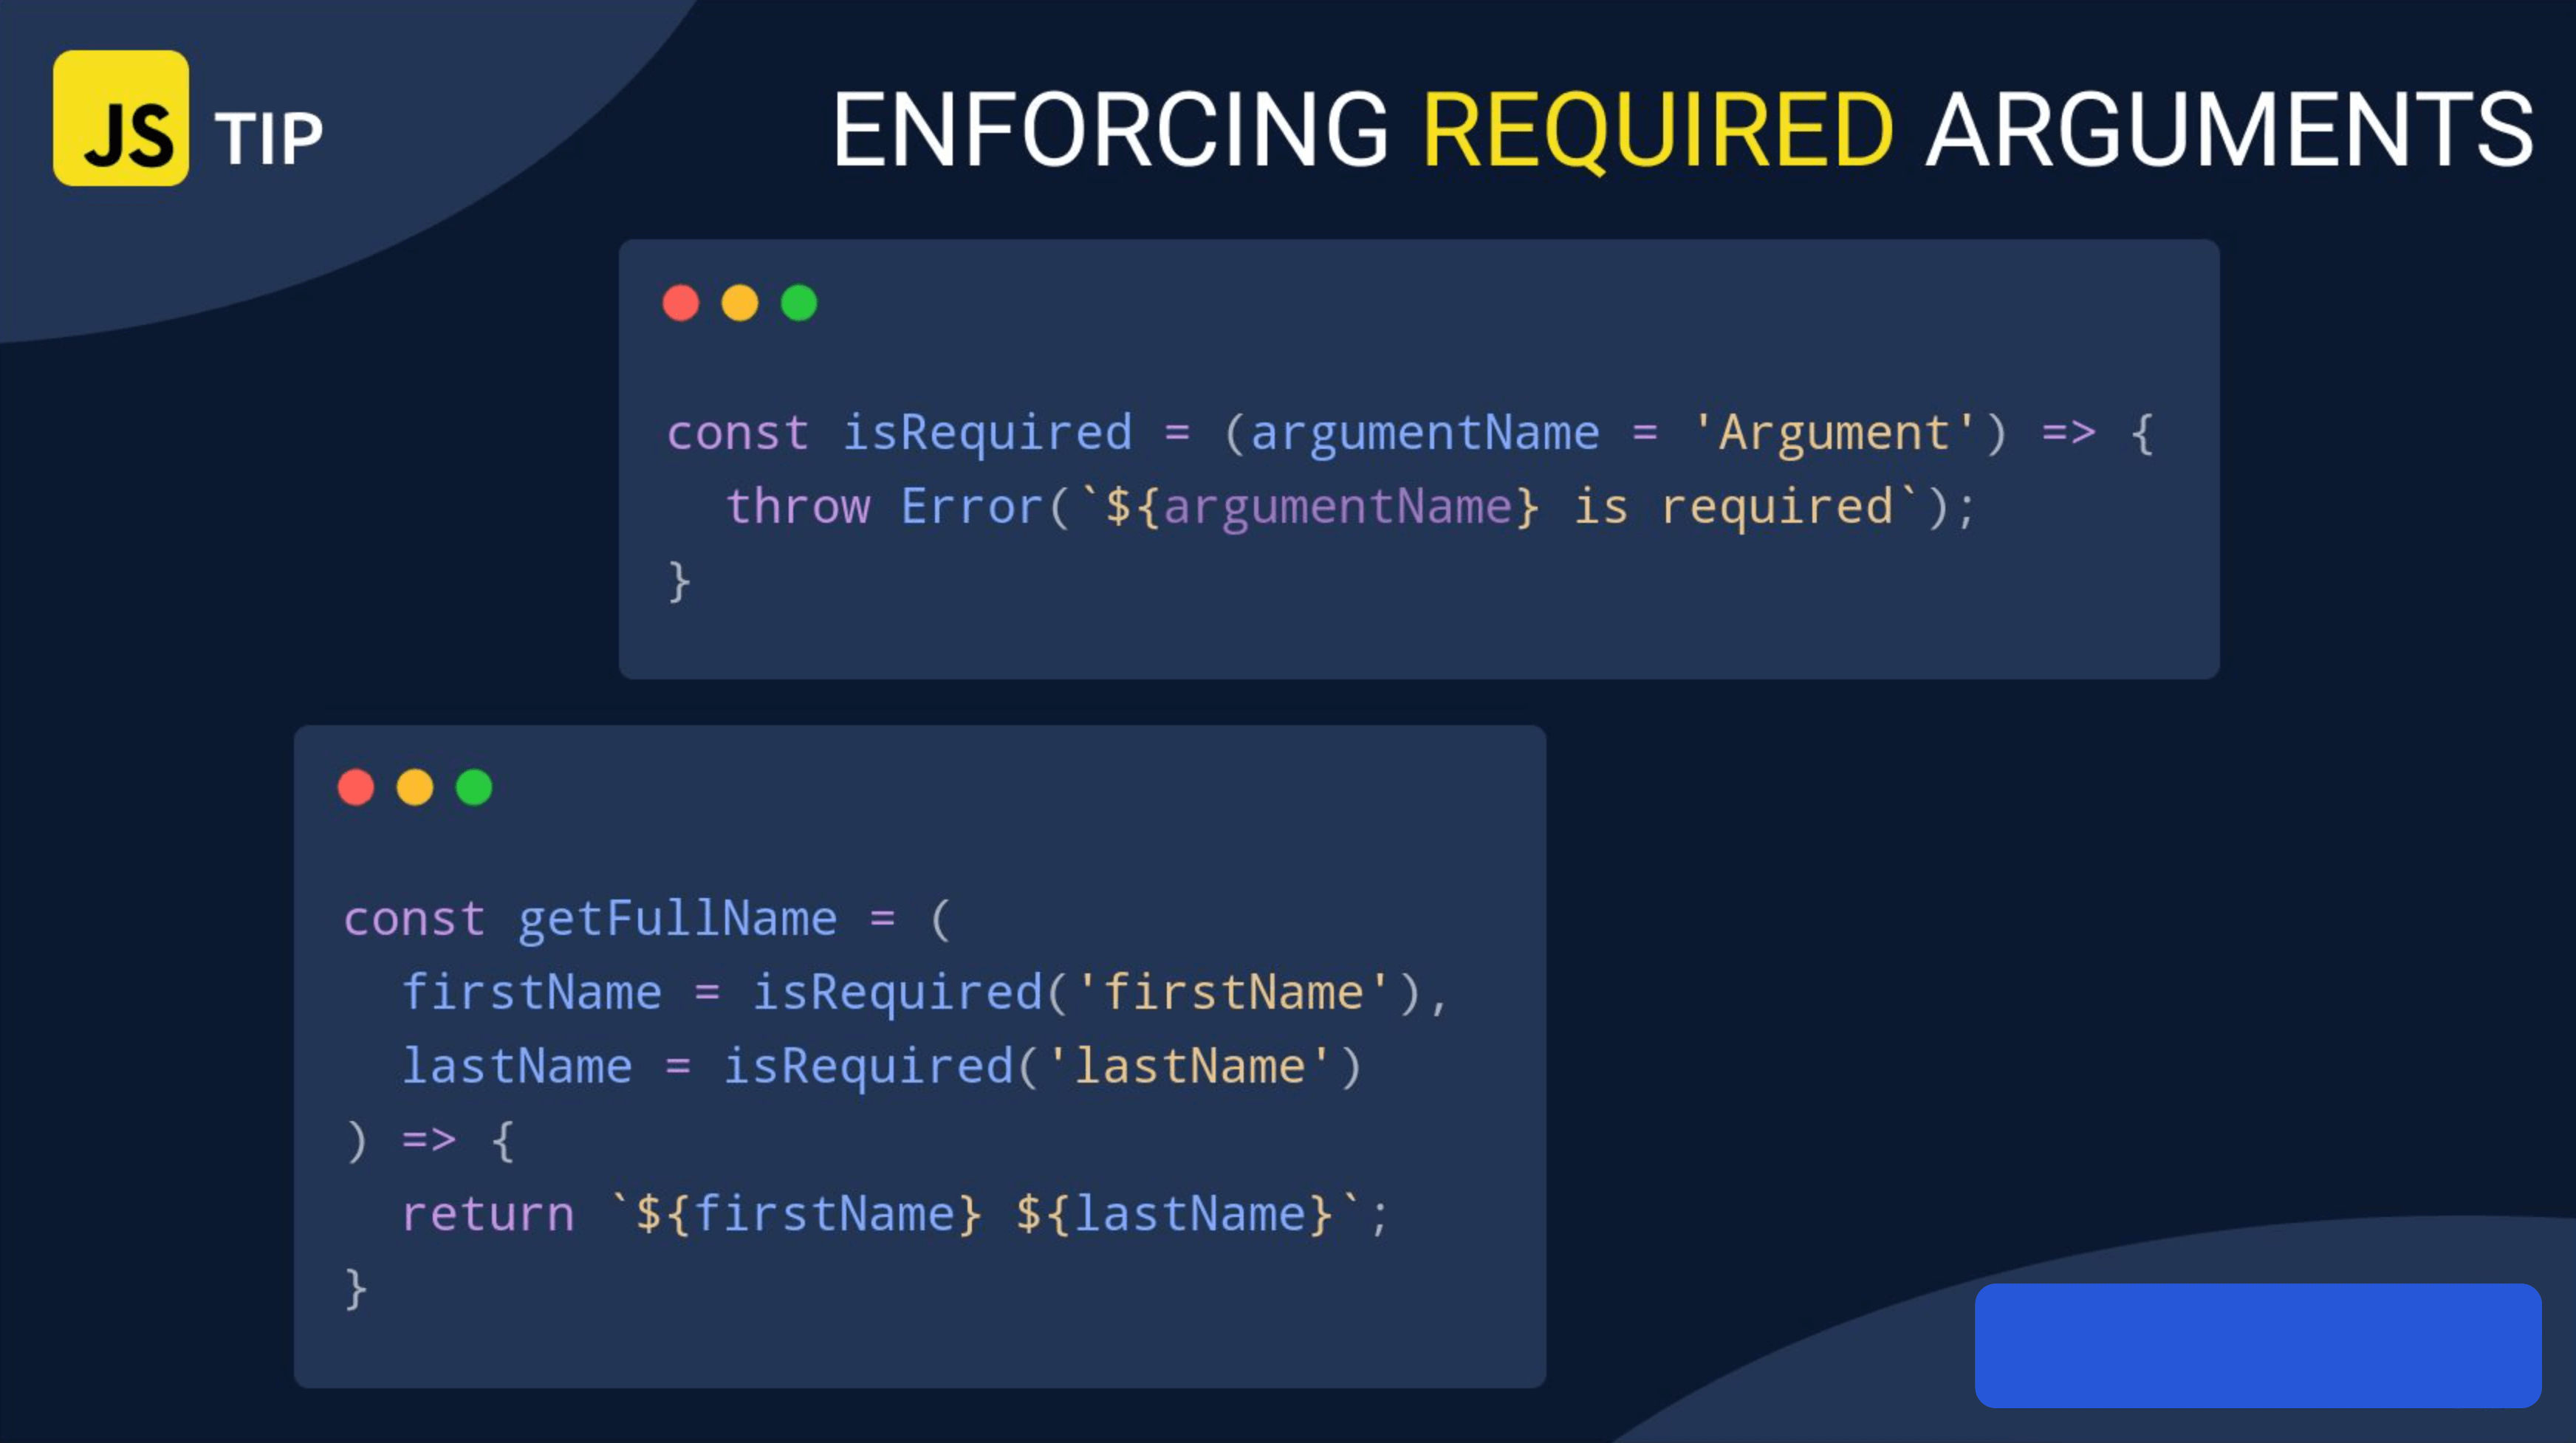 JS TIP
ENFORCING REQUIRED ARGUMENTS
const isRequired = (argumentName = 'Argument') => {
  throw Error(`${argumentName} is required`);
}
const getFullName = (
  firstName = isRequired('firstName'),
  lastName = isRequired('lastName')
) => {
  return `${firstName} ${lastName}`;
}